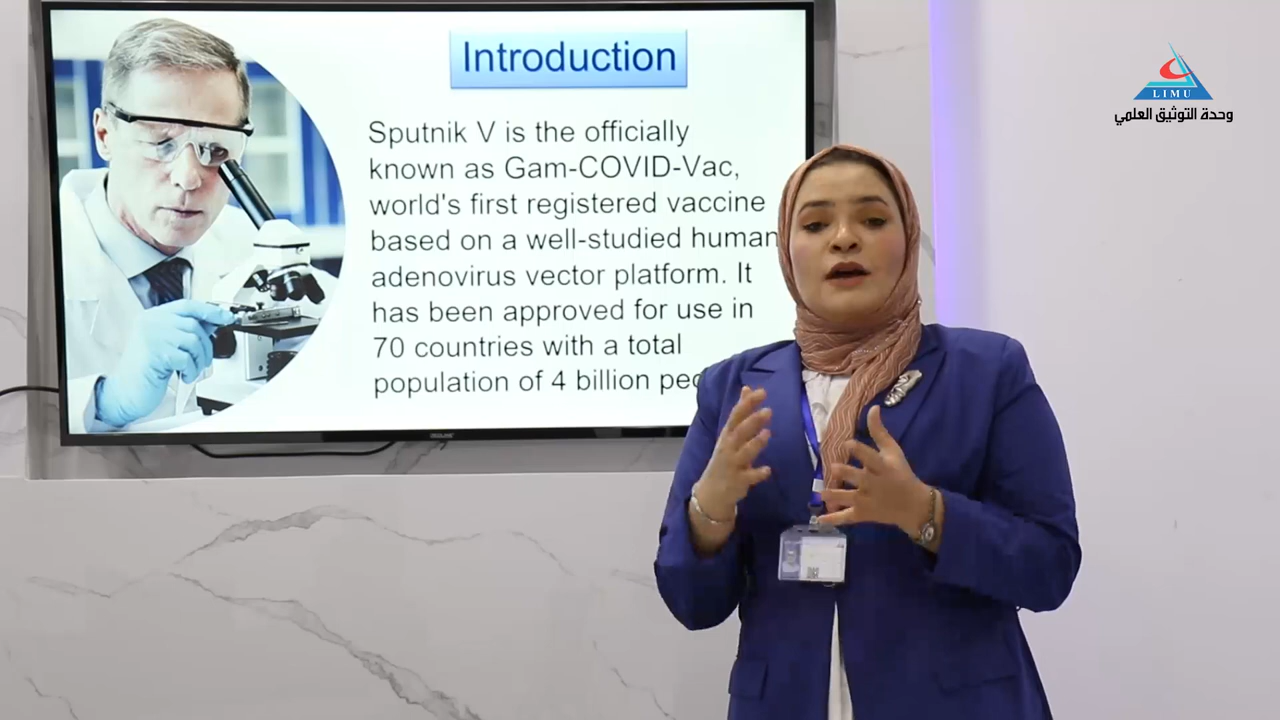 Introduction
Sputnik V is the officially
known as Gam-COVID-Vac,
world's first registered vaccine
based on a well-studied human
adenovirus vector platform. It
has been approved for use in
70 countries with a total
population of 4 billion
LIMU
وحدة التوثيق العلمي